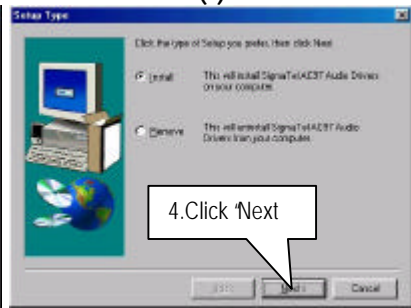 Setup Type
Click the type of Setup you prefer, then click Next
Install
This will install SigmaTel AC97 Audio Drivers
on your computer.
Remove
This will uninstall SigmaTel AC97 Audio
Drivers from your computer.
4.Click “Next
Next >
Cancel